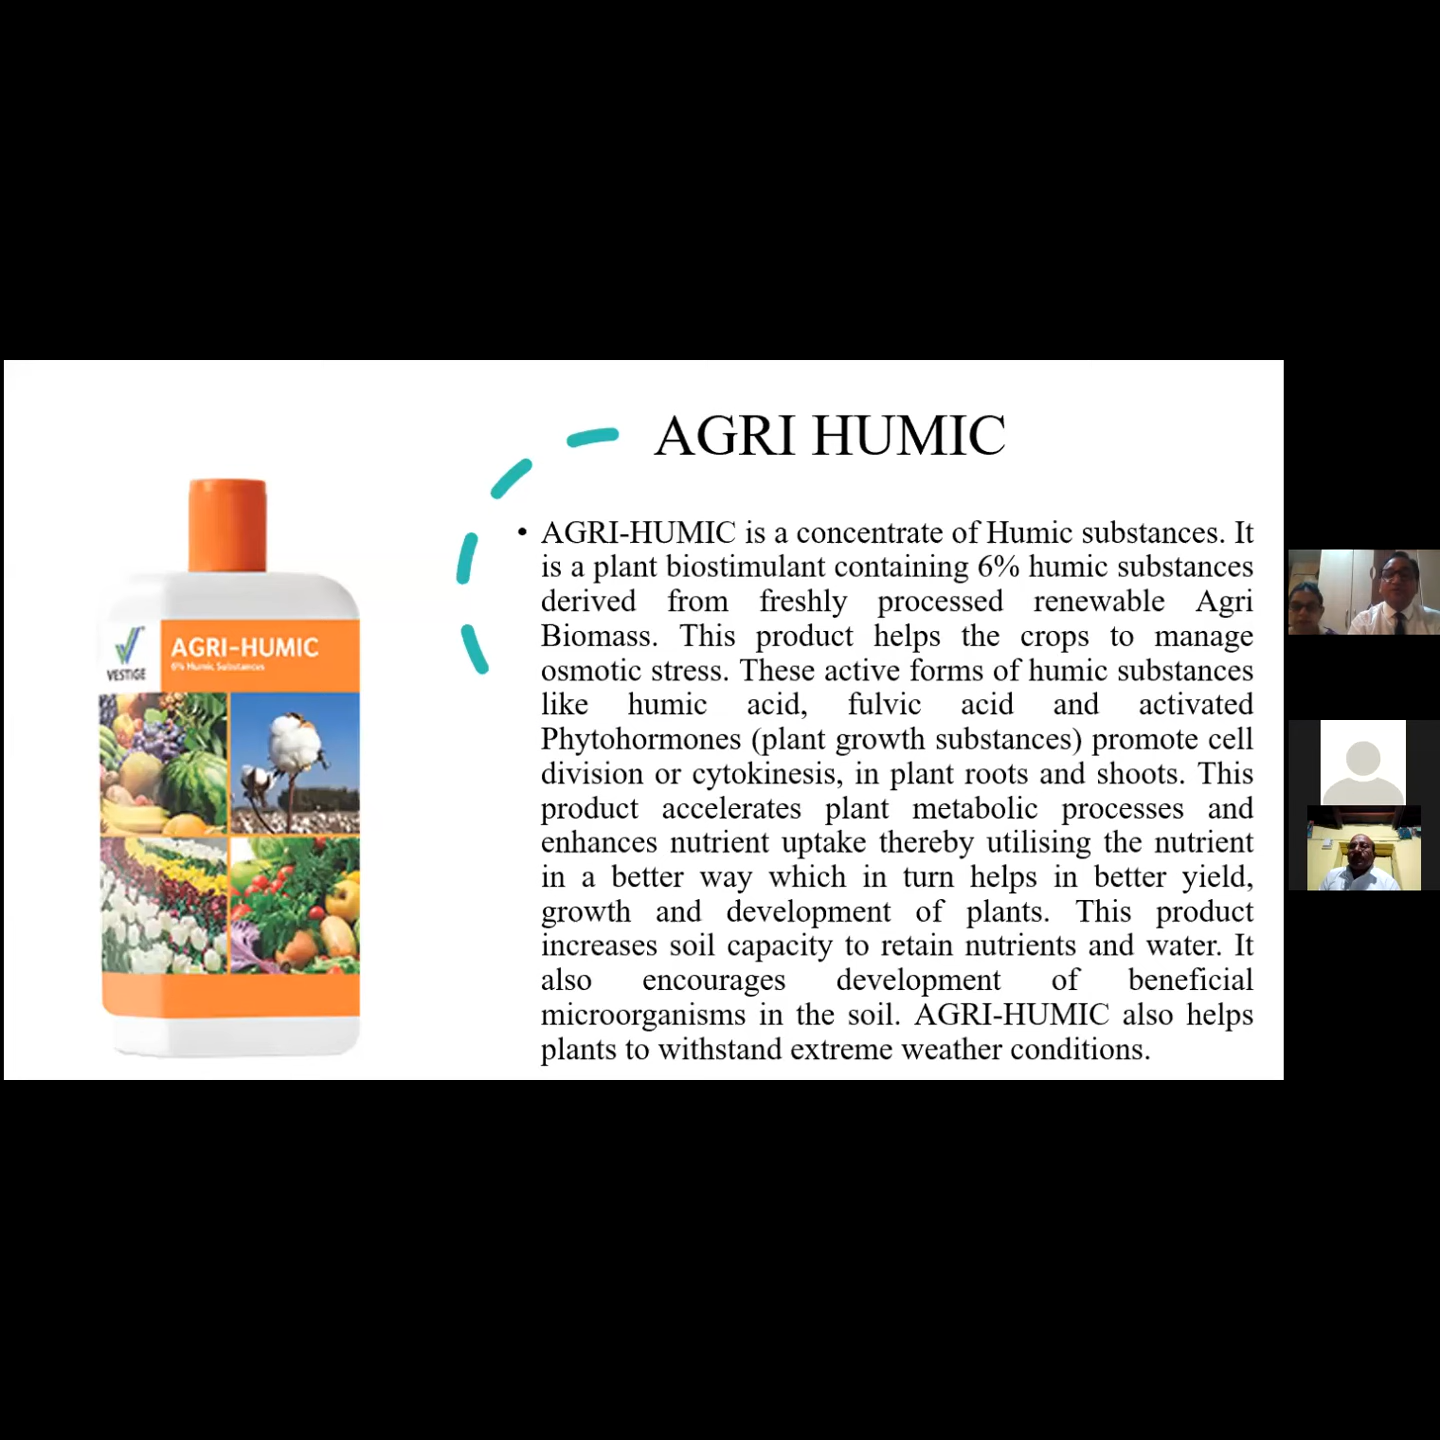 AGRI HUMIC
• AGRI-HUMIC is a concentrate of Humic substances. It
is a plant biostimulant containing 6% humic substances
derived from freshly processed renewable Agri
Biomass. This product helps the crops to manage
osmotic stress. These active forms of humic substances
like humic acid, fulvic acid and activated
Phytohormones (plant growth substances) promote cell
division or cytokinesis, in plant roots and shoots. This
product accelerates plant metabolic processes and
enhances nutrient uptake thereby utilising the nutrient
in a better way which in turn helps in better yield,
growth and development of plants. This product
increases soil capacity to retain nutrients and water. It
also encourages development of beneficial
microorganisms in the soil. AGRI-HUMIC also helps
plants to withstand extreme weather conditions.
VESTIGE
AGRI-HUMIC
6% Humic Substances